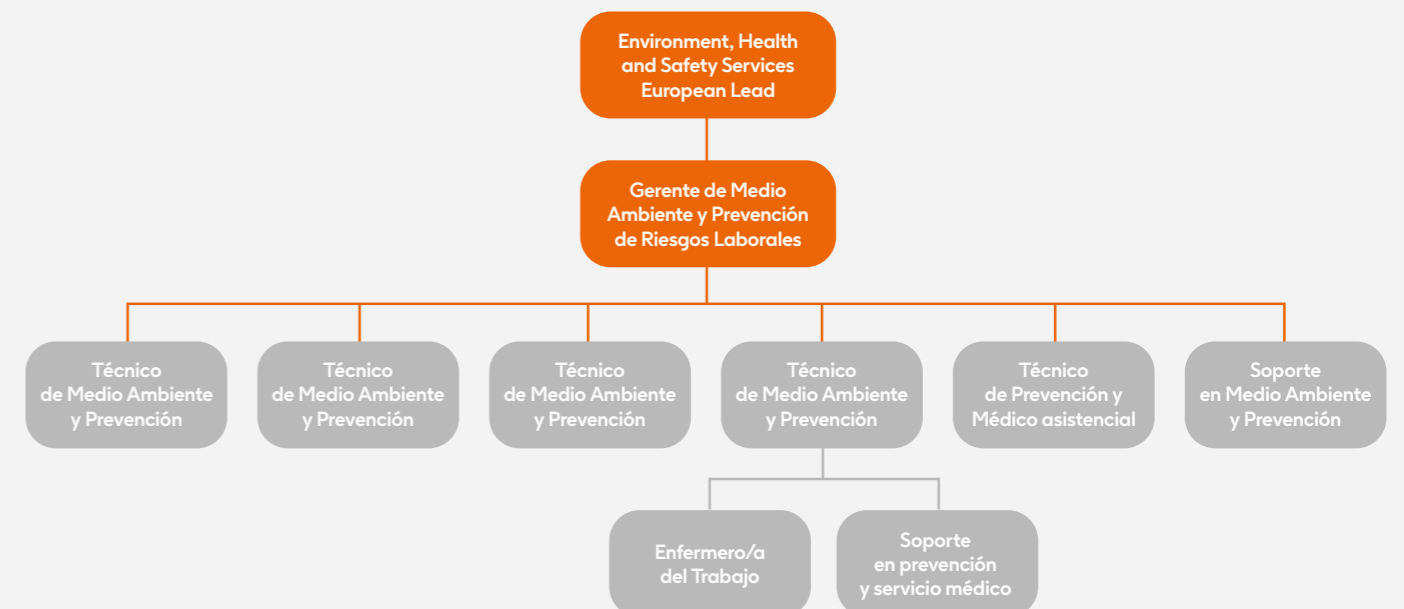 Environment, Health
and Safety Services
European Lead
Gerente de Medio
Ambiente y Prevención
de Riesgos Laborales
Técnico
de Medio Ambiente
y Prevención
Técnico
de Medio Ambiente
y Prevención
Técnico
de Medio Ambiente
y Prevención
Técnico
de Medio Ambiente
y Prevención
Técnico
de Prevención y
Médico asistencial
Soporte
en Medio Ambiente
y Prevención
Enfermero/a
del Trabajo
Soporte
en prevención
y servicio médico